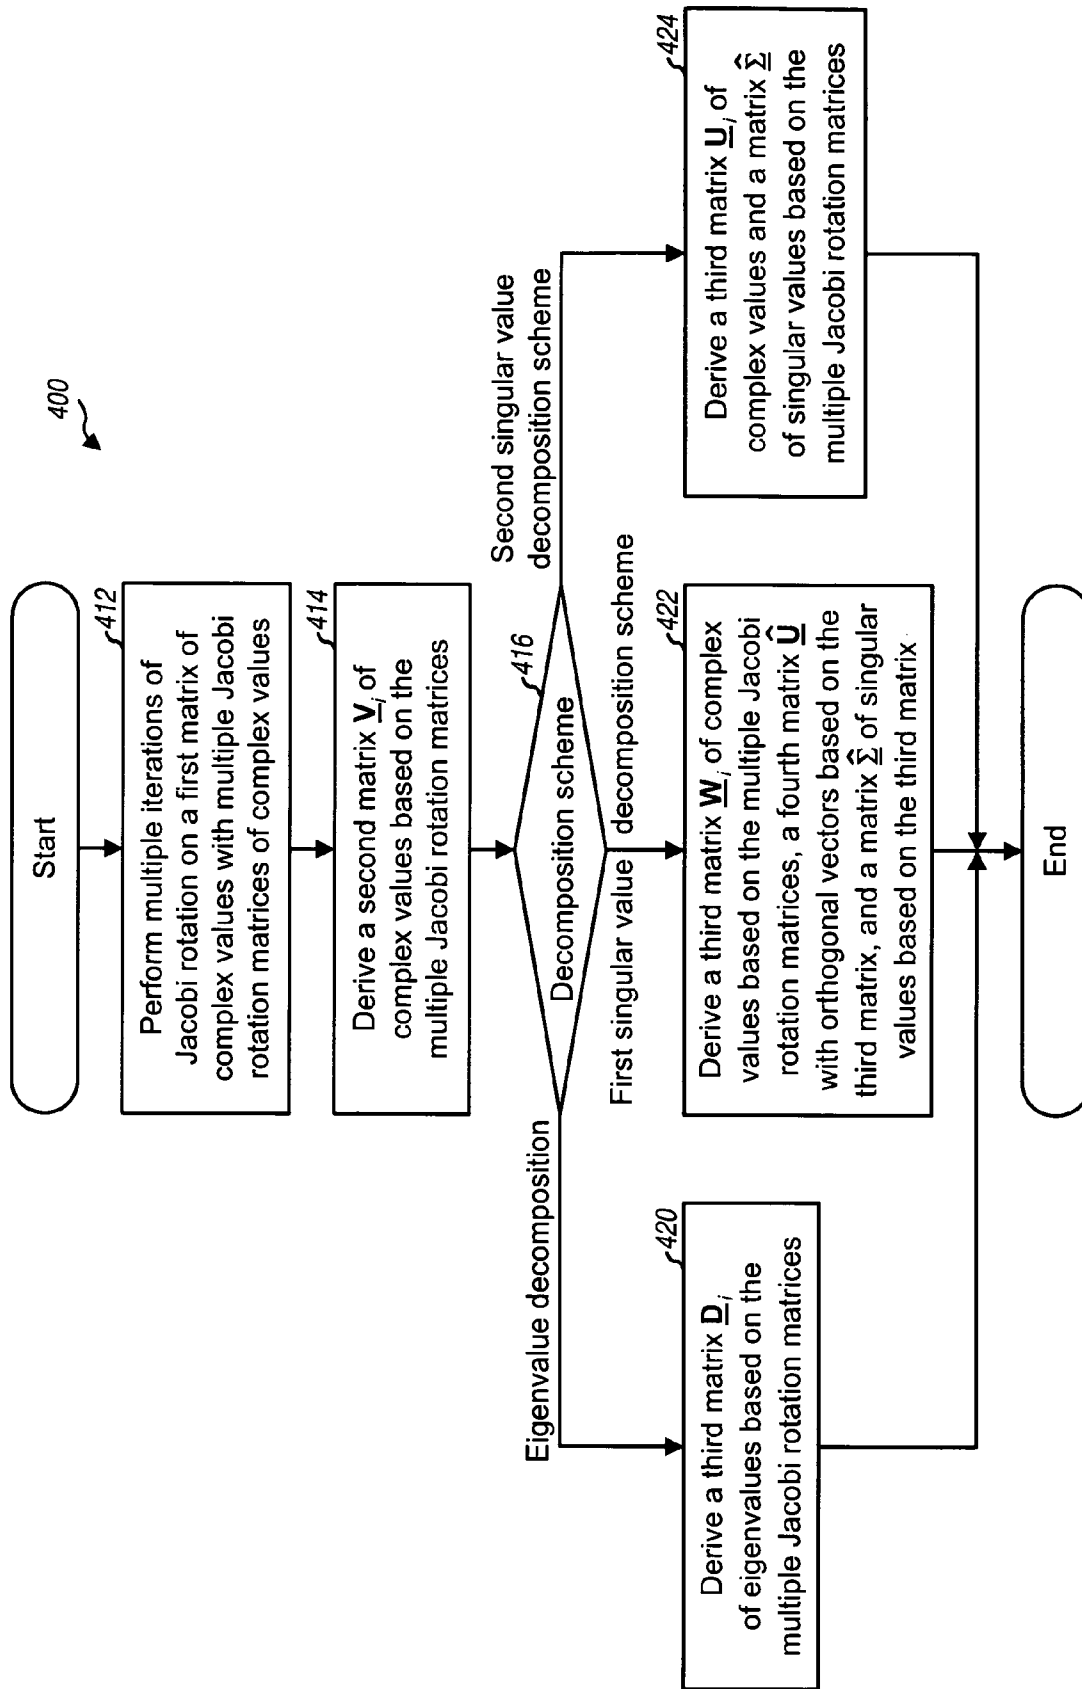 400
Start
412
Perform multiple iterations of
Jacobi rotation on a first matrix of
complex values with multiple Jacobi
rotation matrices of complex values
414
Derive a second matrix V̲i of
complex values based on the
multiple Jacobi rotation matrices
416
Decomposition scheme
Eigenvalue decomposition
First singular value decomposition scheme
Second singular value
decomposition scheme
420
Derive a third matrix D̲i
of eigenvalues based on the
multiple Jacobi rotation matrices
422
Derive a third matrix W̲i of complex
values based on the multiple Jacobi
rotation matrices, a fourth matrix Û̲
with orthogonal vectors based on the
third matrix, and a matrix Σ̲̂ of singular
values based on the third matrix
424
Derive a third matrix U̲i of
complex values and a matrix Σ̲̂
of singular values based on the
multiple Jacobi rotation matrices
End